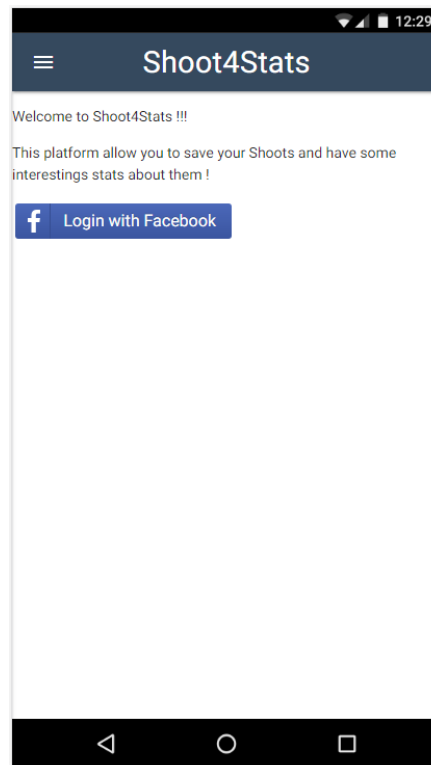 12:29
Shoot4Stats
Welcome to Shoot4Stats !!!
This platform allow you to save your Shoots and have some
interestings stats about them !
f Login with Facebook